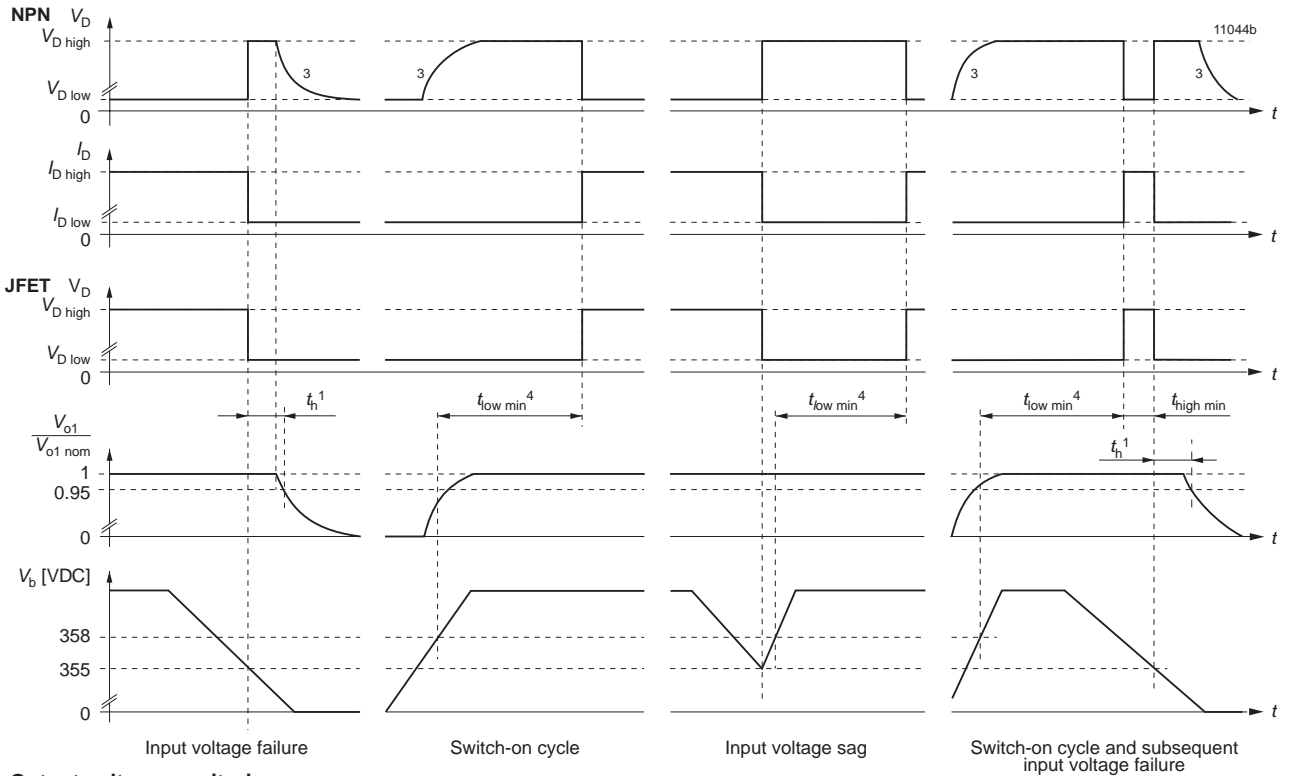 NPN V_D
V_D high
11044b
3 3 3 3
V_D low
0 t
I_D
I_D high
I_D low
0 t
JFET V_D
V_D high
V_D low
0 t
t_h^1 t_low min^4 t_low min^4 t_low min^4 t_high min
V_o1
V_o1 nom
t_h^1
1
0.95
0 t
V_b [VDC]
358
355
0 t
Input voltage failure Switch-on cycle Input voltage sag Switch-on cycle and subsequent
input voltage failure